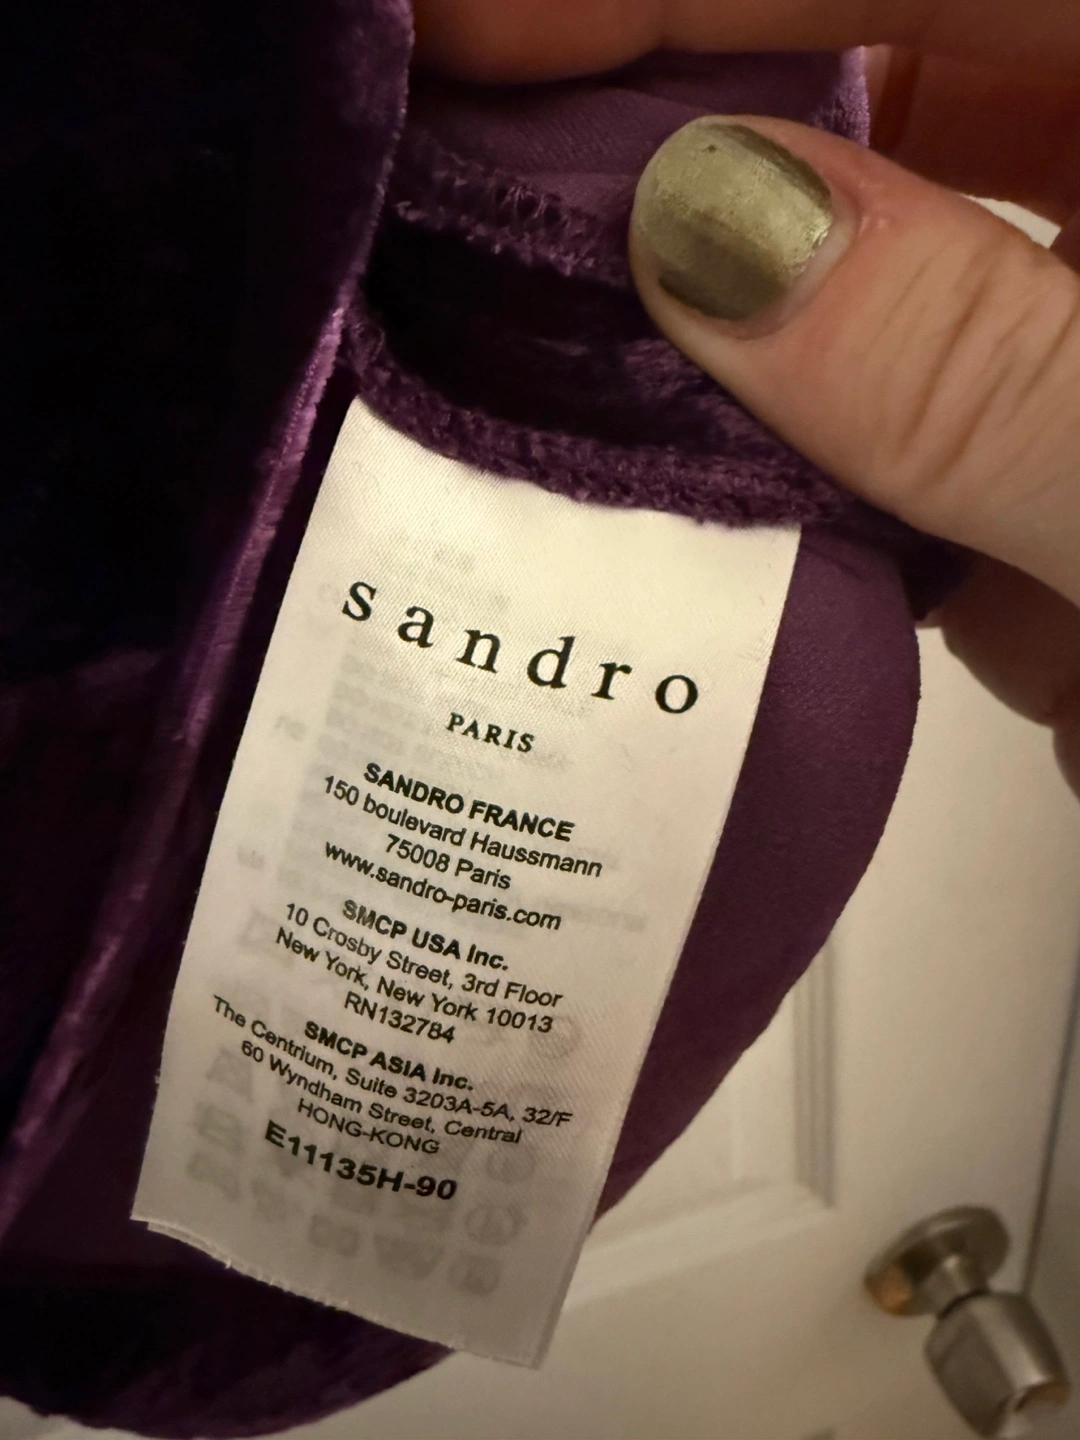 sandro
PARIS
SANDRO FRANCE
150 boulevard Haussmann
75008 Paris
www.sandro-paris.com
SMCP USA Inc.
10 Crosby Street, 3rd Floor
New York, New York 10013
RN132784
SMCP ASIA Inc.
The Centrium, Suite 3203A-5A, 32/F
60 Wyndham Street, Central
HONG-KONG
E11135H-90